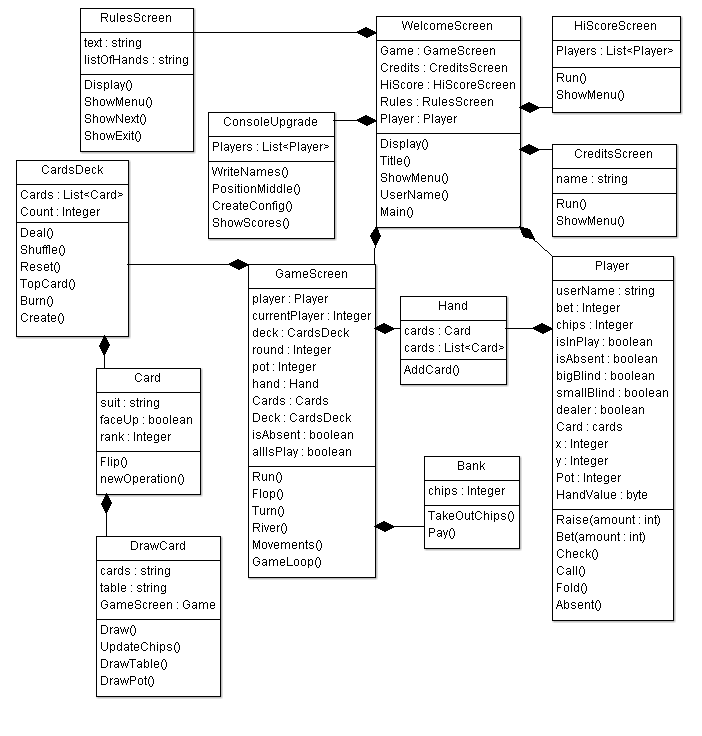 RulesScreen
text : string
listOfHands : string
Display()
ShowMenu()
ShowNext()
ShowExit()
WelcomeScreen
Game : GameScreen
Credits : CreditsScreen
HiScore : HiScoreScreen
Rules : RulesScreen
Player : Player
Display()
Title()
ShowMenu()
UserName()
Main()
HiScoreScreen
Players : List<Player>
Run()
ShowMenu()
ConsoleUpgrade
Players : List<Player>
WriteNames()
PositionMiddle()
CreateConfig()
ShowScores()
CreditsScreen
name : string
Run()
ShowMenu()
CardsDeck
Cards : List<Card>
Count : Integer
Deal()
Shuffle()
Reset()
TopCard()
Burn()
Create()
GameScreen
player : Player
currentPlayer : Integer
deck : CardsDeck
round : Integer
pot : Integer
hand : Hand
Cards : Cards
Deck : CardsDeck
isAbsent : boolean
allIsPlay : boolean
Run()
Flop()
Turn()
River()
Movements()
GameLoop()
Hand
cards : Card
cards : List<Card>
AddCard()
Player
userName : string
bet : Integer
chips : Integer
isInPlay : boolean
isAbsent : boolean
bigBlind : boolean
smallBlind : boolean
dealer : boolean
Card : cards
x : Integer
y : Integer
Pot : Integer
HandValue : byte
Raise(amount : int)
Bet(amount : int)
Check()
Call()
Fold()
Absent()
Card
suit : string
faceUp : boolean
rank : Integer
Flip()
newOperation()
Bank
chips : Integer
TakeOutChips()
Pay()
DrawCard
cards : string
table : string
GameScreen : Game
Draw()
UpdateChips()
DrawTable()
DrawPot()